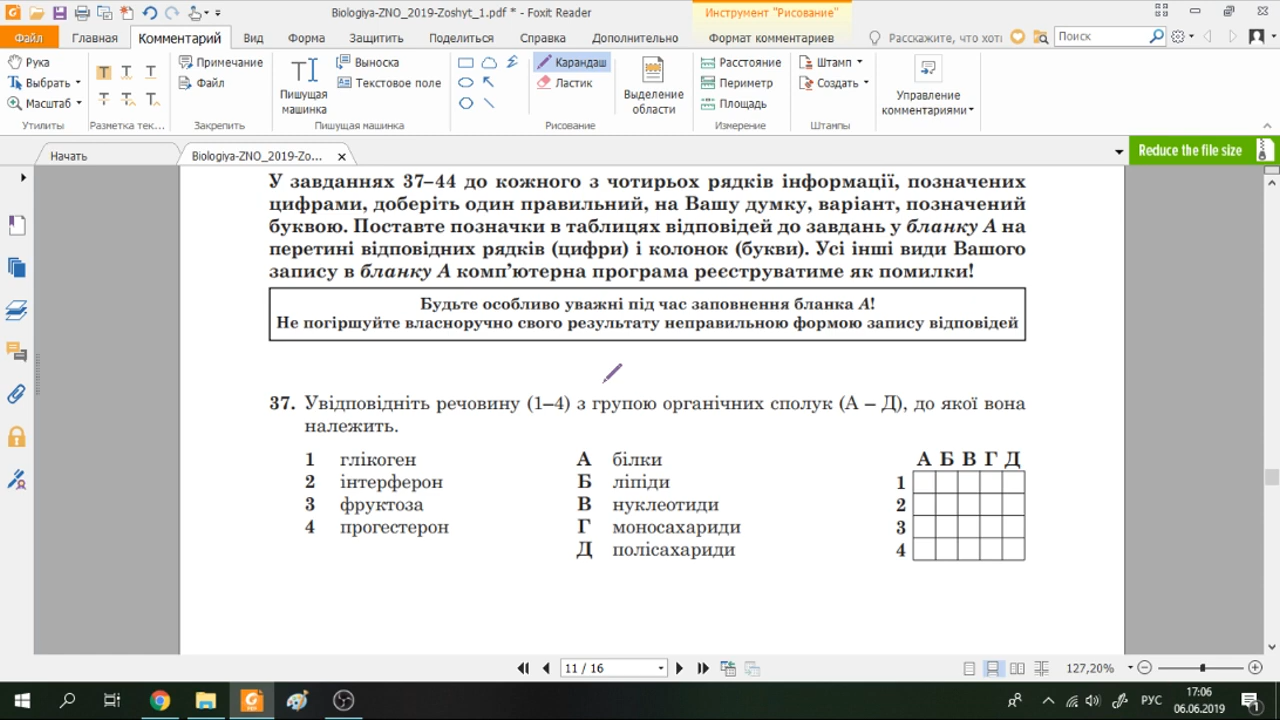 Biologiya-ZNO_2019-Zoshyt_1.pdf * - Foxit Reader
Инструмент "Рисование"
Файл
Главная
Комментарий
Вид
Форма
Защитить
Поделиться
Справка
Дополнительно
Формат комментариев
Расскажите, что хоті
Поиск
Рука
Выбрать
Масштаб
Утилиты
Разметка тек...
Примечание
Файл
Закрепить
Пишущая
машинка
Выноска
Текстовое поле
Пишущая машинка
Карандаш
Ластик
Рисование
Выделение
области
Расстояние
Периметр
Площадь
Измерение
Штамп
Создать
Штампы
Управление
комментариями
Начать
Biologiya-ZNO_2019-Zo...
Reduce the file size
У завданнях 37–44 до кожного з чотирьох рядків інформації, позначених
цифрами, доберіть один правильний, на Вашу думку, варіант, позначений
буквою. Поставте позначки в таблицях відповідей до завдань у бланку А на
перетині відповідних рядків (цифри) і колонок (букви). Усі інші види Вашого
запису в бланку А комп’ютерна програма реєструватиме як помилки!
Будьте особливо уважні під час заповнення бланка А!
Не погіршуйте власноручно свого результату неправильною формою запису відповідей
37. Увідповідніть речовину (1–4) з групою органічних сполук (А – Д), до якої вона
належить.
1 глікоген
2 інтерферон
3 фруктоза
4 прогестерон
А білки
Б ліпіди
В нуклеотиди
Г моносахариди
Д полісахариди
А Б В Г Д
1
2
3
4
11 / 16
127,20%
РУС
17:06
06.06.2019
1